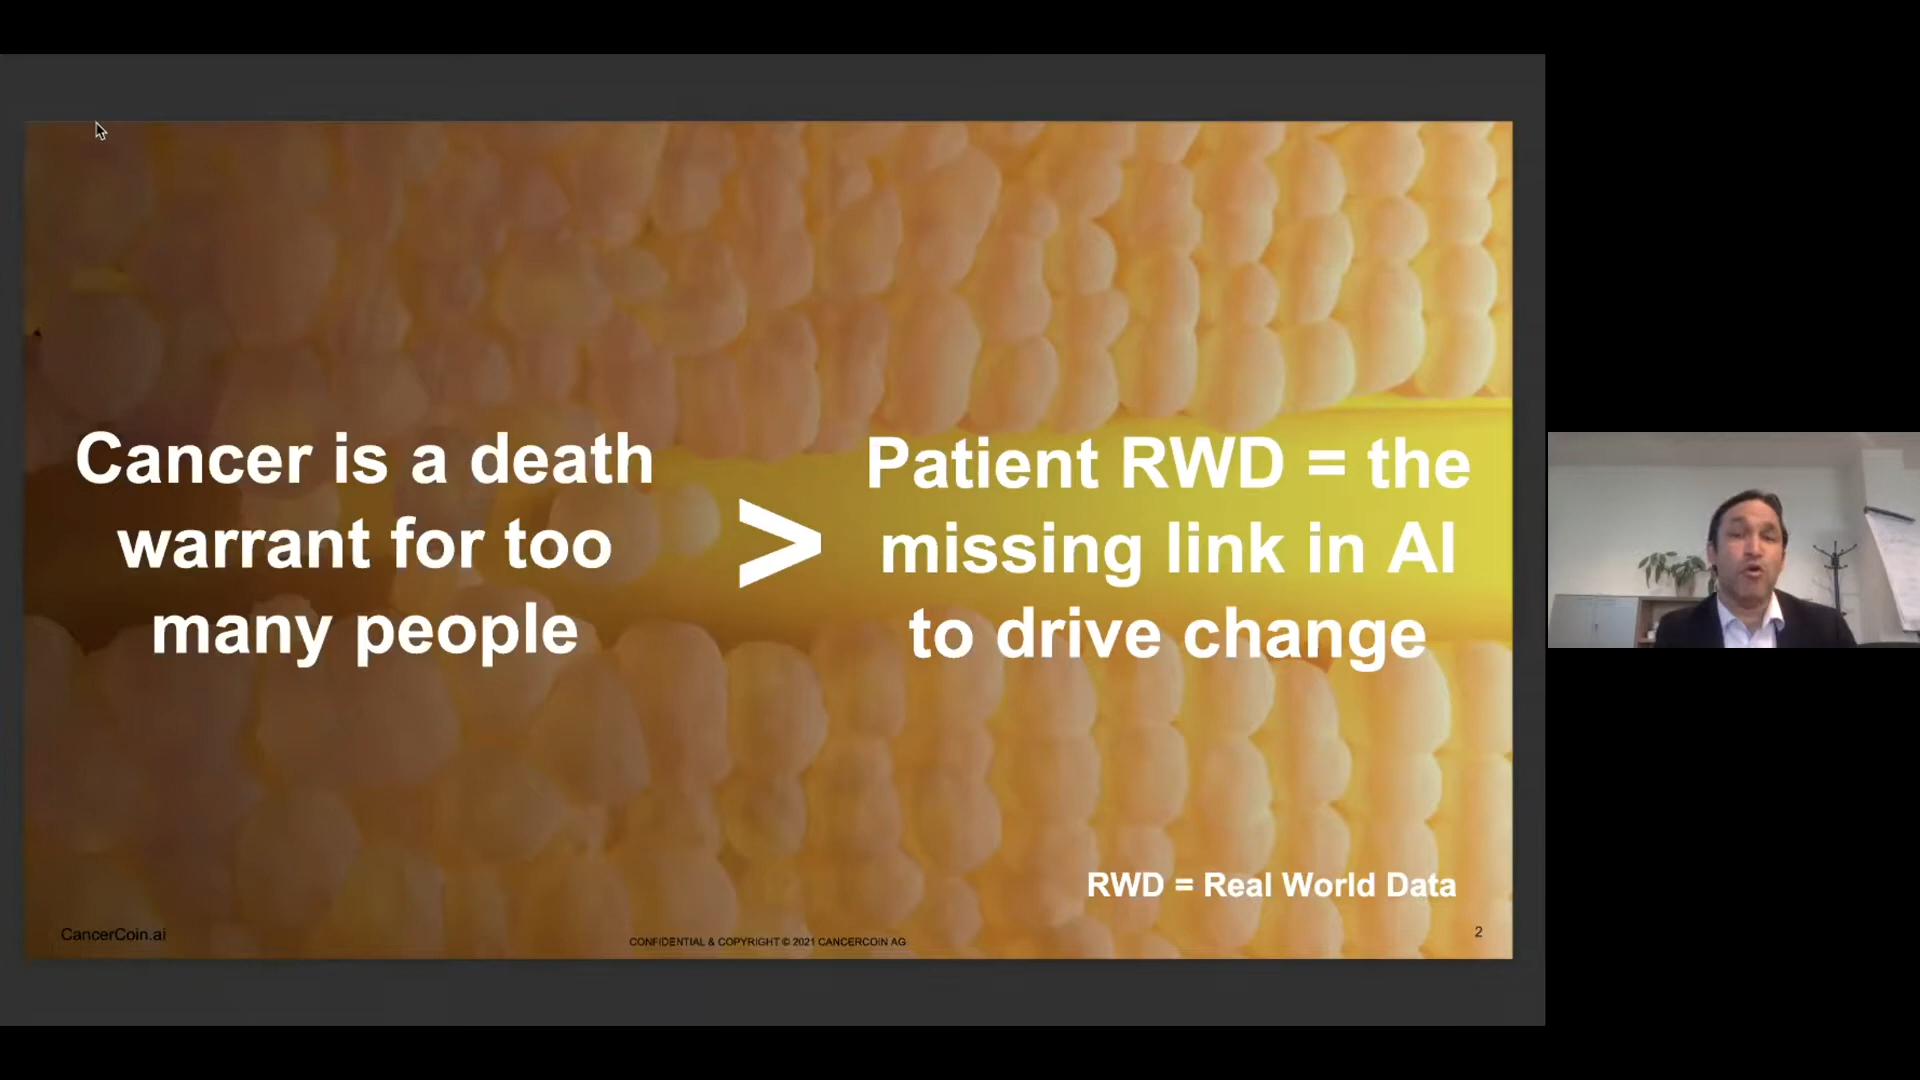 Cancer is a death
warrant for too
many people
>
Patient RWD = the
missing link in AI
to drive change
RWD = Real World Data
CancerCoin.ai
CONFIDENTIAL & COPYRIGHT © 2021 CANCERCOIN AG
2